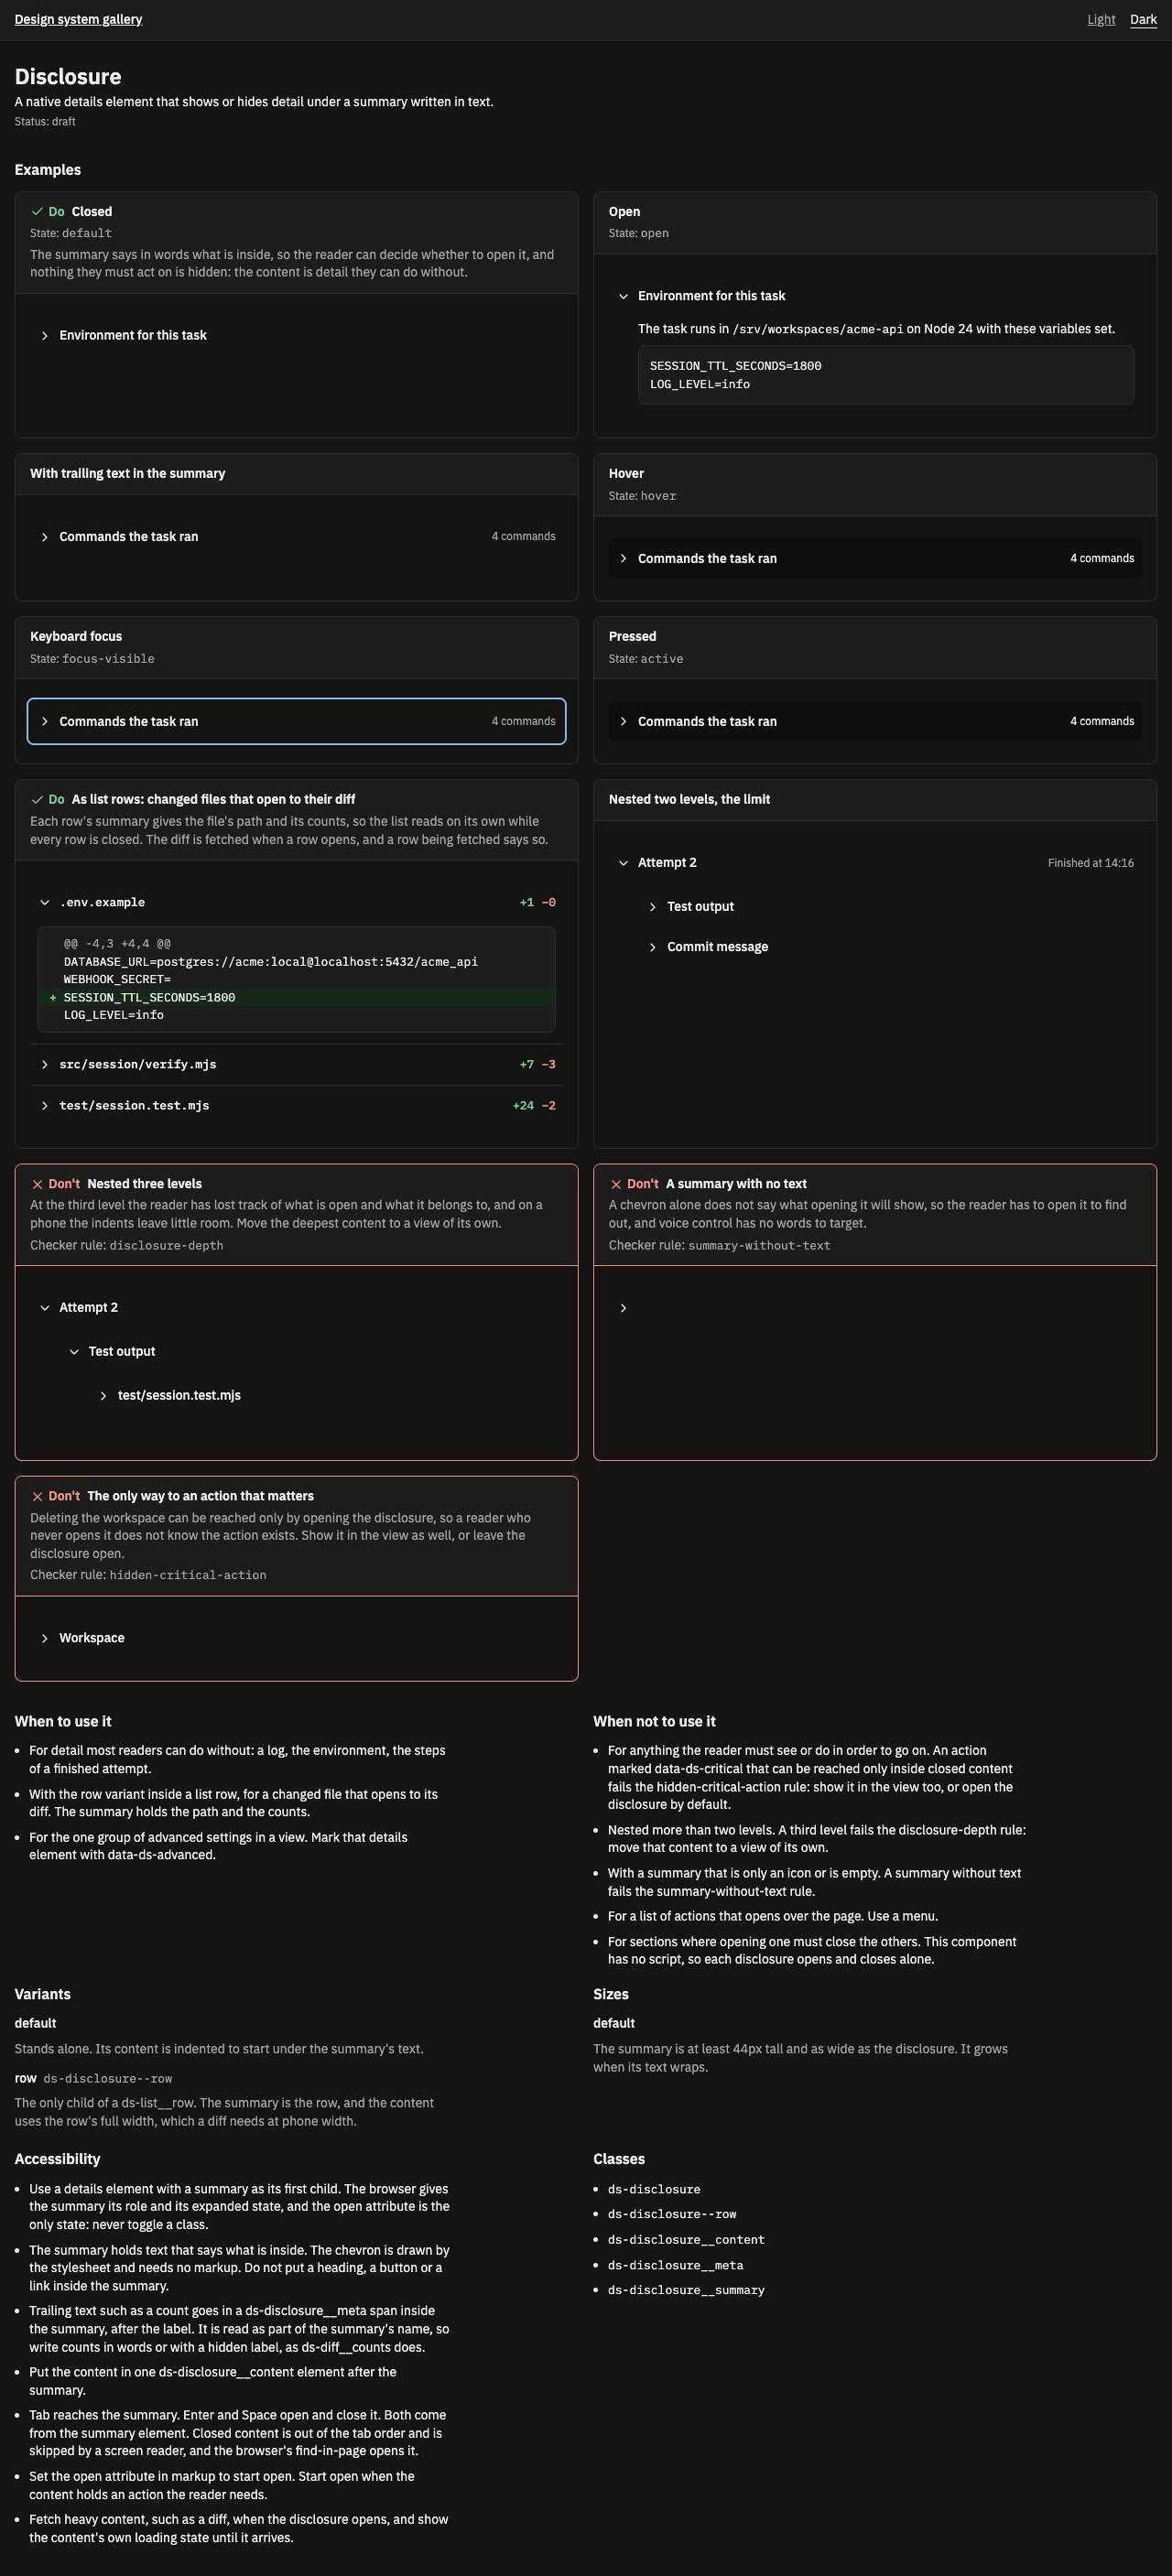 Design system gallery
Light Dark
Disclosure
A native details element that shows or hides detail under a summary written in text.
Status: draft
Examples
Do Closed
State: default
The summary says in words what is inside, so the reader can decide whether to open it, and
nothing they must act on is hidden: the content is detail they can do without.
Environment for this task
Open
State: open
Environment for this task
The task runs in /srv/workspaces/acme-api on Node 24 with these variables set.
SESSION_TTL_SECONDS=1800
LOG_LEVEL=info
With trailing text in the summary
Commands the task ran 4 commands
Hover
State: hover
Commands the task ran 4 commands
Keyboard focus
State: focus-visible
Commands the task ran 4 commands
Pressed
State: active
Commands the task ran 4 commands
Do As list rows: changed files that open to their diff
Each row's summary gives the file's path and its counts, so the list reads on its own while
every row is closed. The diff is fetched when a row opens, and a row being fetched says so.
.env.example +1 −0
@@ -4,3 +4,4 @@
DATABASE_URL=postgres://acme:local@localhost:5432/acme_api
WEBHOOK_SECRET=
+ SESSION_TTL_SECONDS=1800
LOG_LEVEL=info
src/session/verify.mjs +7 −3
test/session.test.mjs +24 −2
Nested two levels, the limit
Attempt 2 Finished at 14:16
Test output
Commit message
Don't Nested three levels
At the third level the reader has lost track of what is open and what it belongs to, and on a
phone the indents leave little room. Move the deepest content to a view of its own.
Checker rule: disclosure-depth
Attempt 2
Test output
test/session.test.mjs
Don't A summary with no text
A chevron alone does not say what opening it will show, so the reader has to open it to find
out, and voice control has no words to target.
Checker rule: summary-without-text
Don't The only way to an action that matters
Deleting the workspace can be reached only by opening the disclosure, so a reader who
never opens it does not know the action exists. Show it in the view as well, or leave the
disclosure open.
Checker rule: hidden-critical-action
Workspace
When to use it
For detail most readers can do without: a log, the environment, the steps
of a finished attempt.
With the row variant inside a list row, for a changed file that opens to its
diff. The summary holds the path and the counts.
For the one group of advanced settings in a view. Mark that details
element with data-ds-advanced.
When not to use it
For anything the reader must see or do in order to go on. An action
marked data-ds-critical that can be reached only inside closed content
fails the hidden-critical-action rule: show it in the view too, or open the
disclosure by default.
Nested more than two levels. A third level fails the disclosure-depth rule:
move that content to a view of its own.
With a summary that is only an icon or is empty. A summary without text
fails the summary-without-text rule.
For a list of actions that opens over the page. Use a menu.
For sections where opening one must close the others. This component
has no script, so each disclosure opens and closes alone.
Variants
default
Stands alone. Its content is indented to start under the summary's text.
row ds-disclosure--row
The only child of a ds-list__row. The summary is the row, and the content
uses the row's full width, which a diff needs at phone width.
Sizes
default
The summary is at least 44px tall and as wide as the disclosure. It grows
when its text wraps.
Accessibility
Use a details element with a summary as its first child. The browser gives
the summary its role and its expanded state, and the open attribute is the
only state: never toggle a class.
The summary holds text that says what is inside. The chevron is drawn by
the stylesheet and needs no markup. Do not put a heading, a button or a
link inside the summary.
Trailing text such as a count goes in a ds-disclosure__meta span inside
the summary, after the label. It is read as part of the summary's name, so
write counts in words or with a hidden label, as ds-diff__counts does.
Put the content in one ds-disclosure__content element after the
summary.
Tab reaches the summary. Enter and Space open and close it. Both come
from the summary element. Closed content is out of the tab order and is
skipped by a screen reader, and the browser's find-in-page opens it.
Set the open attribute in markup to start open. Start open when the
content holds an action the reader needs.
Fetch heavy content, such as a diff, when the disclosure opens, and show
the content's own loading state until it arrives.
Classes
ds-disclosure
ds-disclosure--row
ds-disclosure__content
ds-disclosure__meta
ds-disclosure__summary